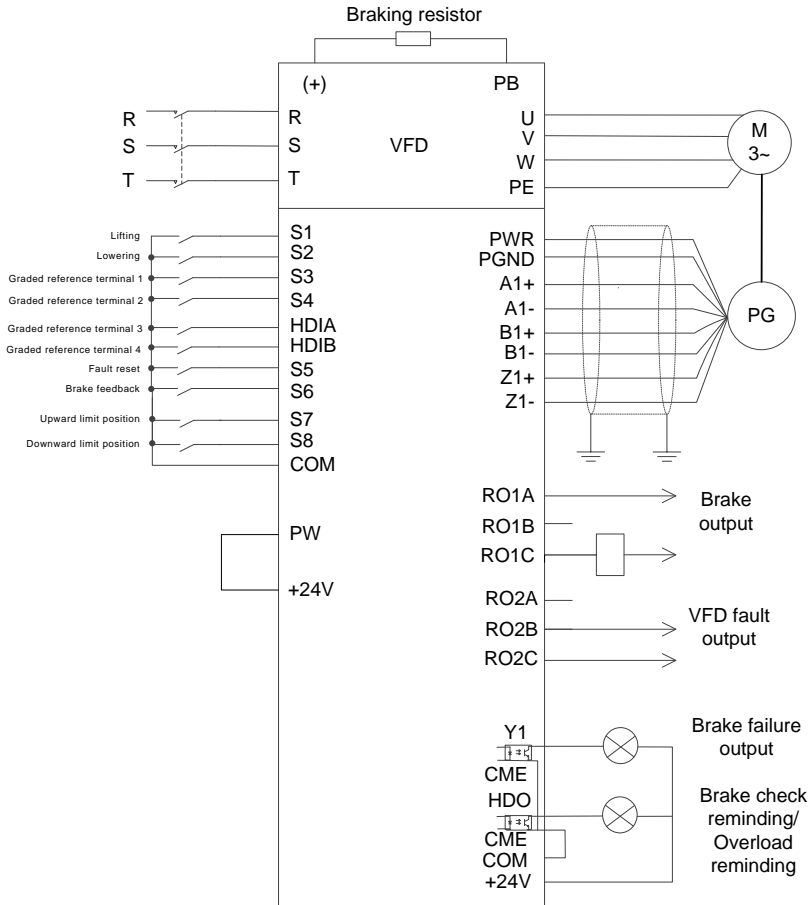 Braking resistor
(+)
PB
R
S
T
R
S
T
VFD
U
V
W
PE
M
3~
Lifting
Lowering
Graded reference terminal 1
Graded reference terminal 2
Graded reference terminal 3
Graded reference terminal 4
Fault reset
Brake feedback
Upward limit position
Downward limit position
S1
S2
S3
S4
HDIA
HDIB
S5
S6
S7
S8
COM
PW
+24V
PWR
PGND
A1+
A1-
B1+
B1-
Z1+
Z1-
PG
RO1A
RO1B
RO1C
Brake
output
RO2A
RO2B
RO2C
VFD fault
output
Y1
CME
HDO
CME
COM
+24V
Brake failure
output
Brake check
reminding/
Overload
reminding